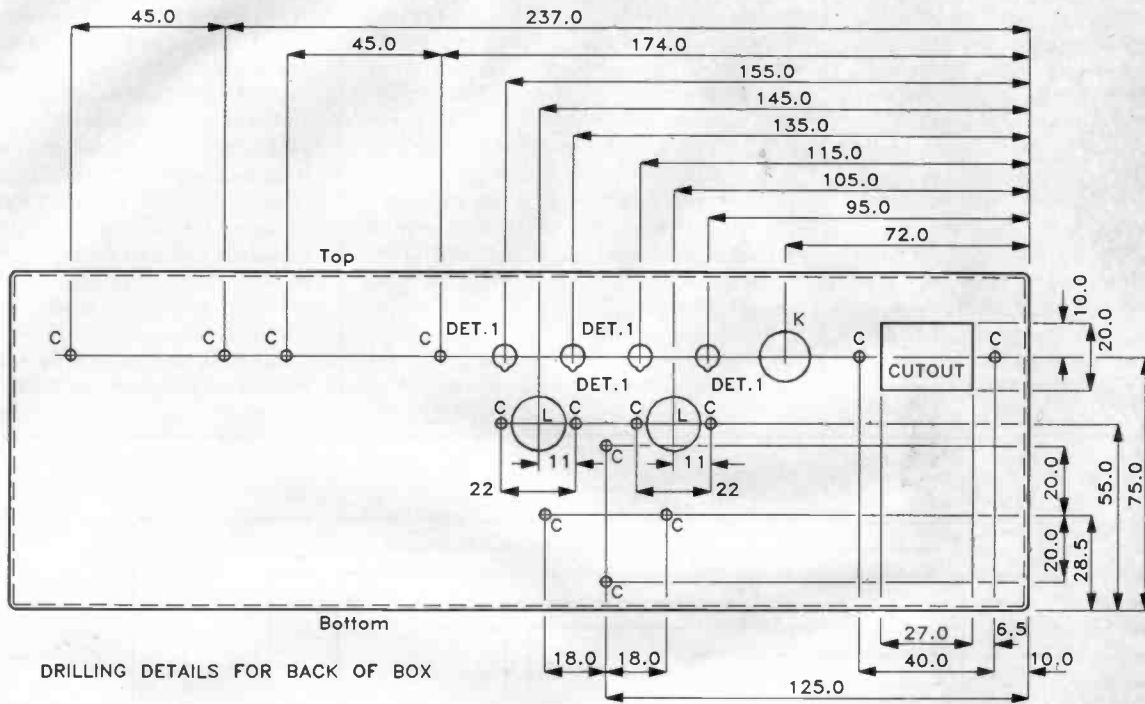 45.0 237.0
45.0 174.0
155.0
145.0
135.0
115.0
105.0
95.0
72.0
Top
10.0
20.0
K
C C C C DET.1 DET.1 C C
CUTOUT
DET.1 DET.1
C L C C L C
C
11 11
22 22
C C
20.0
55.0
75.0
20.0
28.5
C
Bottom
27.0 6.5
18.0 18.0 40.0 10.0
125.0
DRILLING DETAILS FOR BACK OF BOX